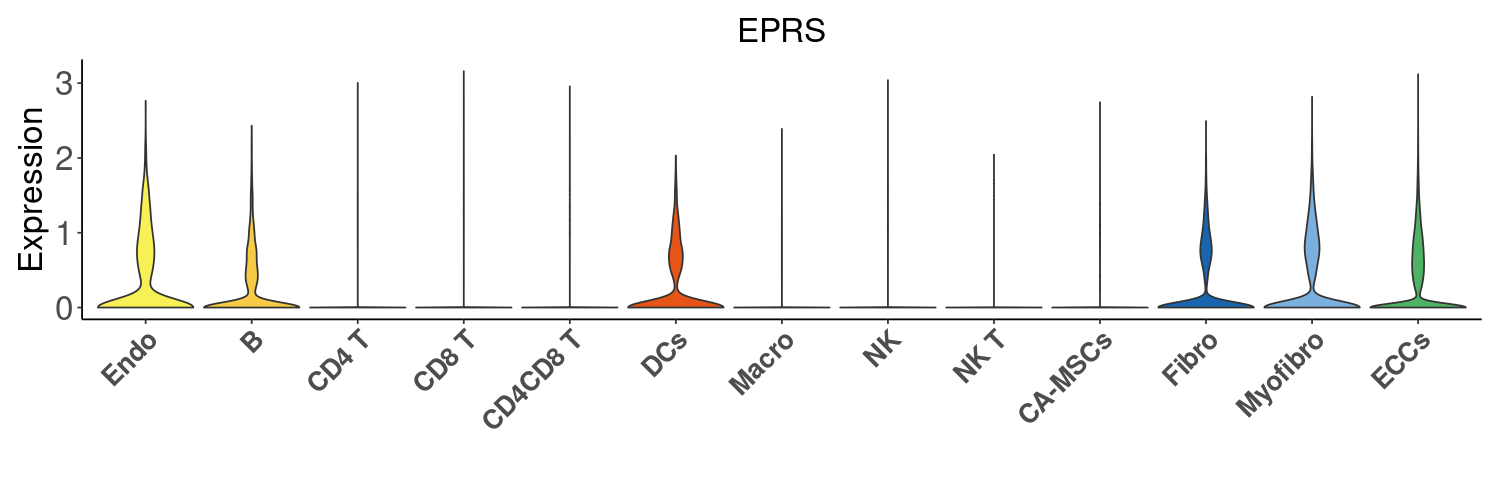 EPRS
Expression
3
2
1
0
Endo
B
CD4 T
CD8 T
CD4CD8 T
DCs
Macro
NK
NK T
CA-MSCs
Fibro
Myofibro
ECCs